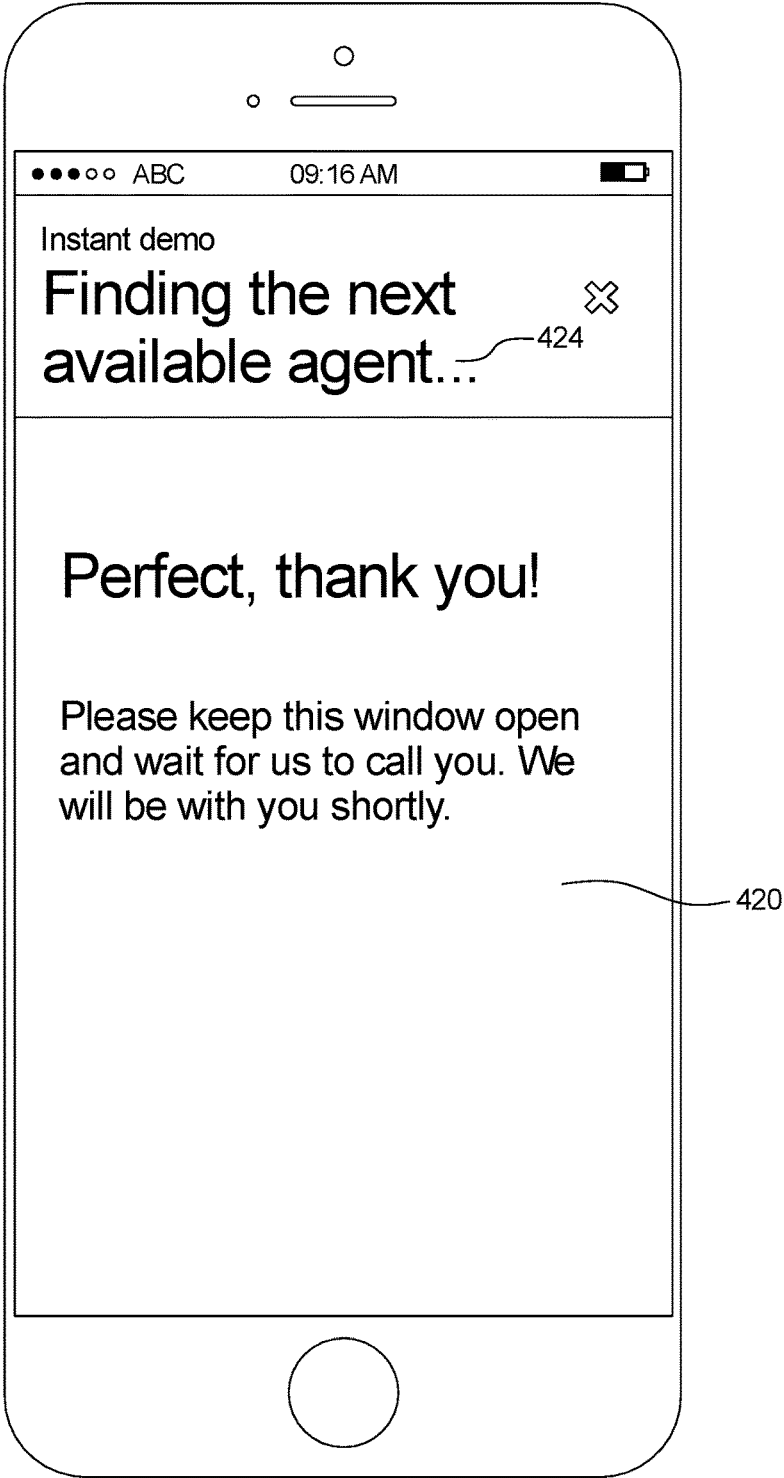 ABC 09:16 AM
Instant demo
Finding the next
available agent...
424
Perfect, thank you!
Please keep this window open
and wait for us to call you. We
will be with you shortly.
420